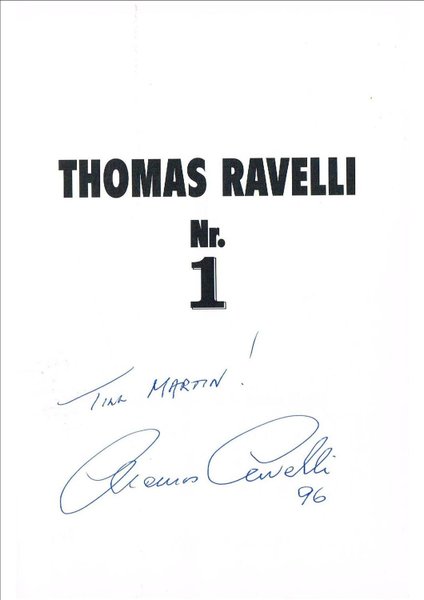 THOMAS RAVELLI
Nr.
1
TILL MARTIN!
Thomas Ravelli
96